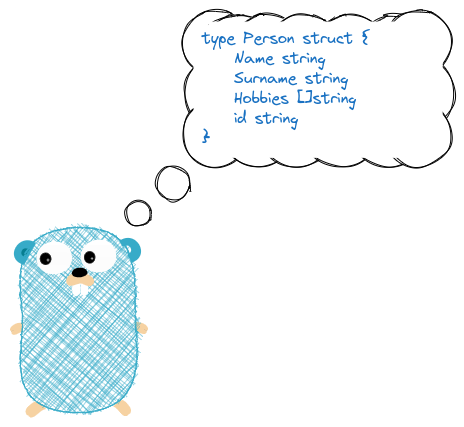 type Person struct {
Name string
Surname string
Hobbies []string
id string
}